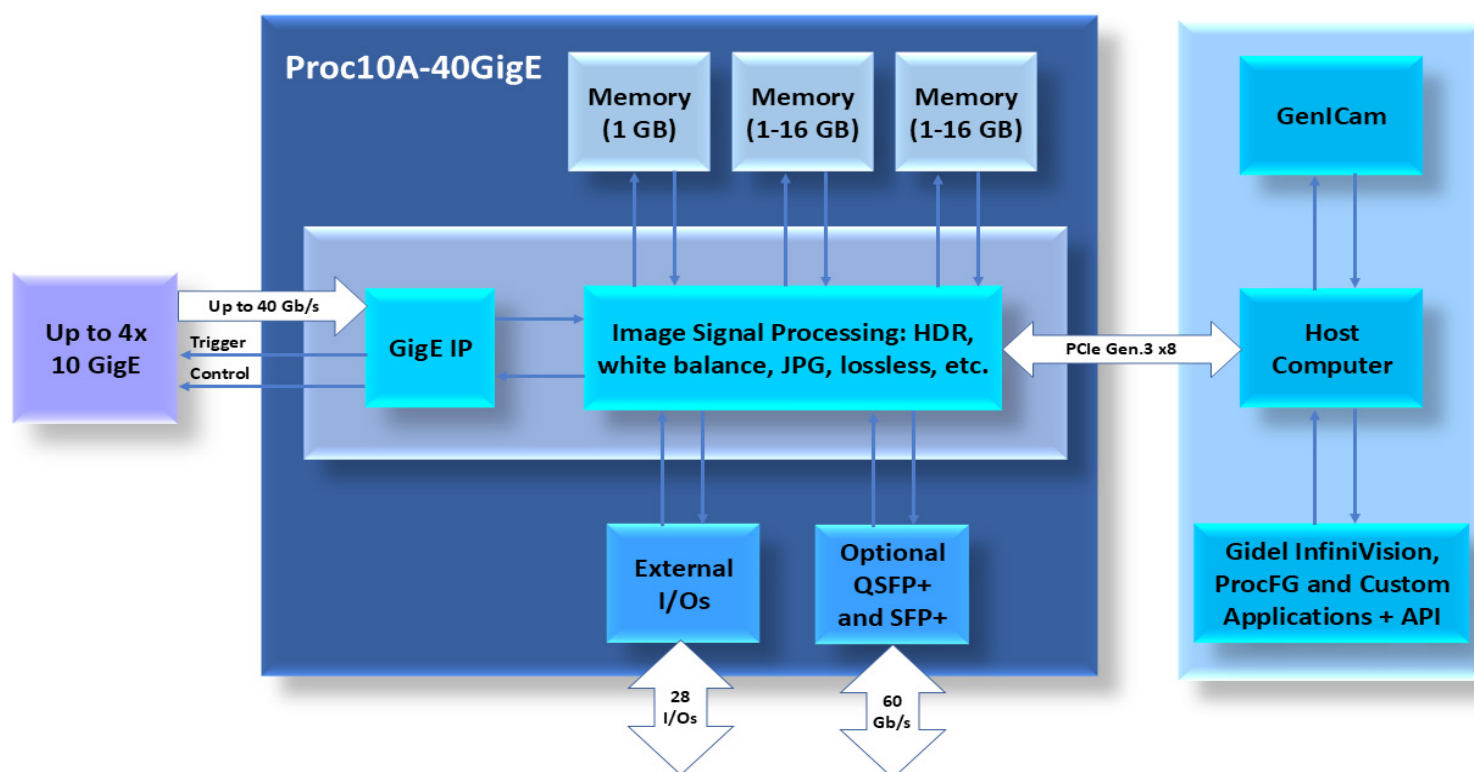 Proc10A-40GigE
Memory
(1 GB)
Memory
(1-16 GB)
Memory
(1-16 GB)
GenICam
Up to 4x
10 GigE
Up to 40 Gb/s
Trigger
Control
GigE IP
Image Signal Processing: HDR,
white balance, JPG, lossless, etc.
PCIe Gen.3 x8
Host
Computer
External
I/Os
Optional
QSFP+
and SFP+
Gidel InfiniVision,
ProcFG and Custom
Applications + API
28
I/Os
60
Gb/s